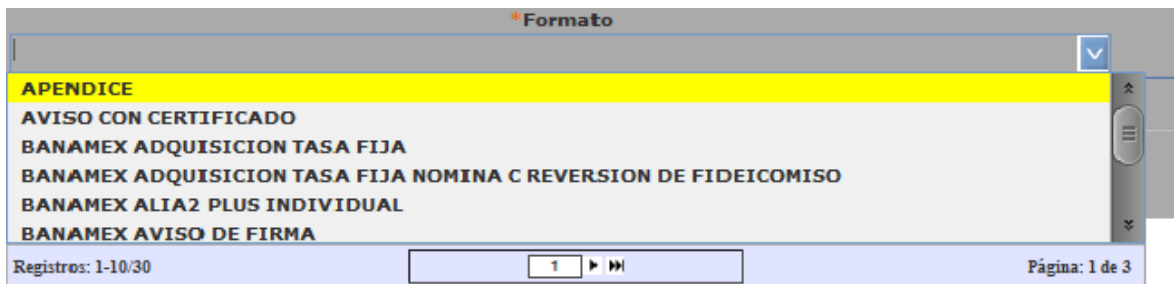 *Formato
APENDICE
AVISO CON CERTIFICADO
BANAMEX ADQUISICION TASA FIJA
BANAMEX ADQUISICION TASA FIJA NOMINA C REVERSION DE FIDEICOMISO
BANAMEX ALIA2 PLUS INDIVIDUAL
BANAMEX AVISO DE FIRMA
Registros: 1-10/30 1 Página: 1 de 3